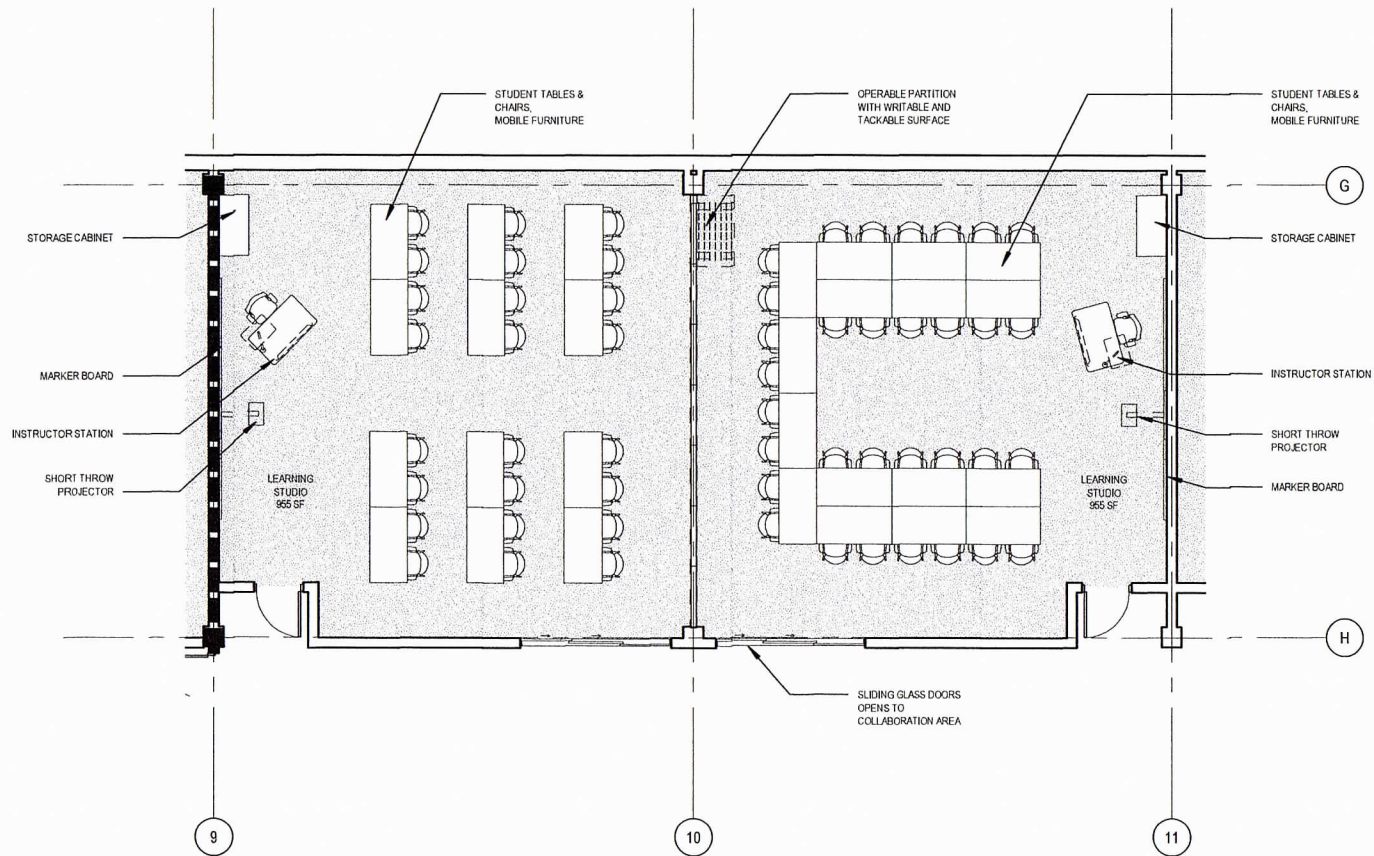 STUDENT TABLES &
CHAIRS,
MOBILE FURNITURE
OPERABLE PARTITION
WITH WRITABLE AND
TACKABLE SURFACE
STUDENT TABLES &
CHAIRS,
MOBILE FURNITURE
G
STORAGE CABINET
STORAGE CABINET
MARKER BOARD
INSTRUCTOR STATION
INSTRUCTOR STATION
SHORT THROW
PROJECTOR
SHORT THROW
PROJECTOR
LEARNING
STUDIO
955 SF
LEARNING
STUDIO
955 SF
MARKER BOARD
H
SLIDING GLASS DOORS
OPENS TO
COLLABORATION AREA
9
10
11